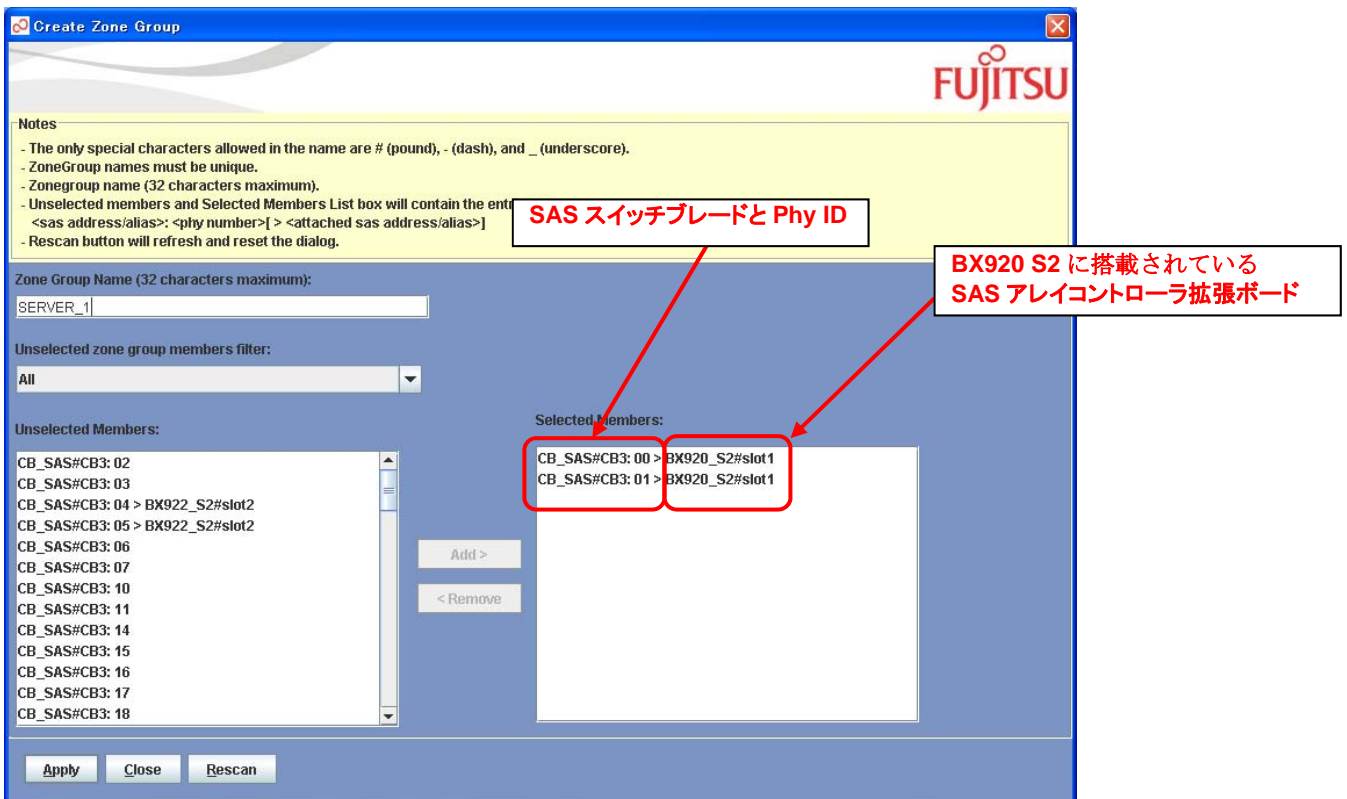 Create Zone Group
FUJITSU
Notes
- The only special characters allowed in the name are # (pound), - (dash), and _ (underscore).
- ZoneGroup names must be unique.
- Zonegroup name (32 characters maximum).
- Unselected members and Selected Members List box will contain the ent
<sas address/alias>: <phy number>[ > <attached sas address/alias>]
- Rescan button will refresh and reset the dialog.
SAS スイッチブレードと Phy ID
BX920 S2 に搭載されている
SAS アレイコントローラ拡張ボード
Zone Group Name (32 characters maximum):
SERVER_1
Unselected zone group members filter:
All
Unselected Members:
CB_SAS#CB3: 02
CB_SAS#CB3: 03
CB_SAS#CB3: 04 > BX922_S2#slot2
CB_SAS#CB3: 05 > BX922_S2#slot2
CB_SAS#CB3: 06
CB_SAS#CB3: 07
CB_SAS#CB3: 10
CB_SAS#CB3: 11
CB_SAS#CB3: 14
CB_SAS#CB3: 15
CB_SAS#CB3: 16
CB_SAS#CB3: 17
CB_SAS#CB3: 18
Add >
< Remove
Selected Members:
CB_SAS#CB3: 00 > BX920_S2#slot1
CB_SAS#CB3: 01 > BX920_S2#slot1
Apply
Close
Rescan